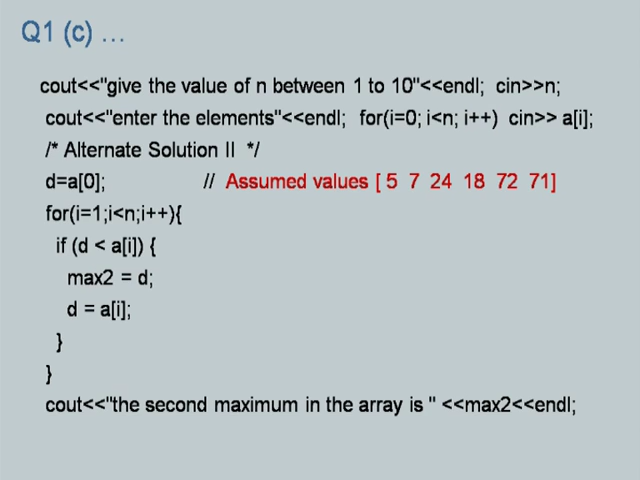 Q1 (c) ...
cout<<"give the value of n between 1 to 10"<<endl; cin>>n;
cout<<"enter the elements"<<endl; for(i=0; i<n; i++) cin>> a[i];
/* Alternate Solution II */
d=a[0]; // Assumed values [ 5 7 24 18 72 71]
for(i=1;i<n;i++){
if (d < a[i]) {
max2 = d;
d = a[i];
}
}
cout<<"the second maximum in the array is " <<max2<<endl;